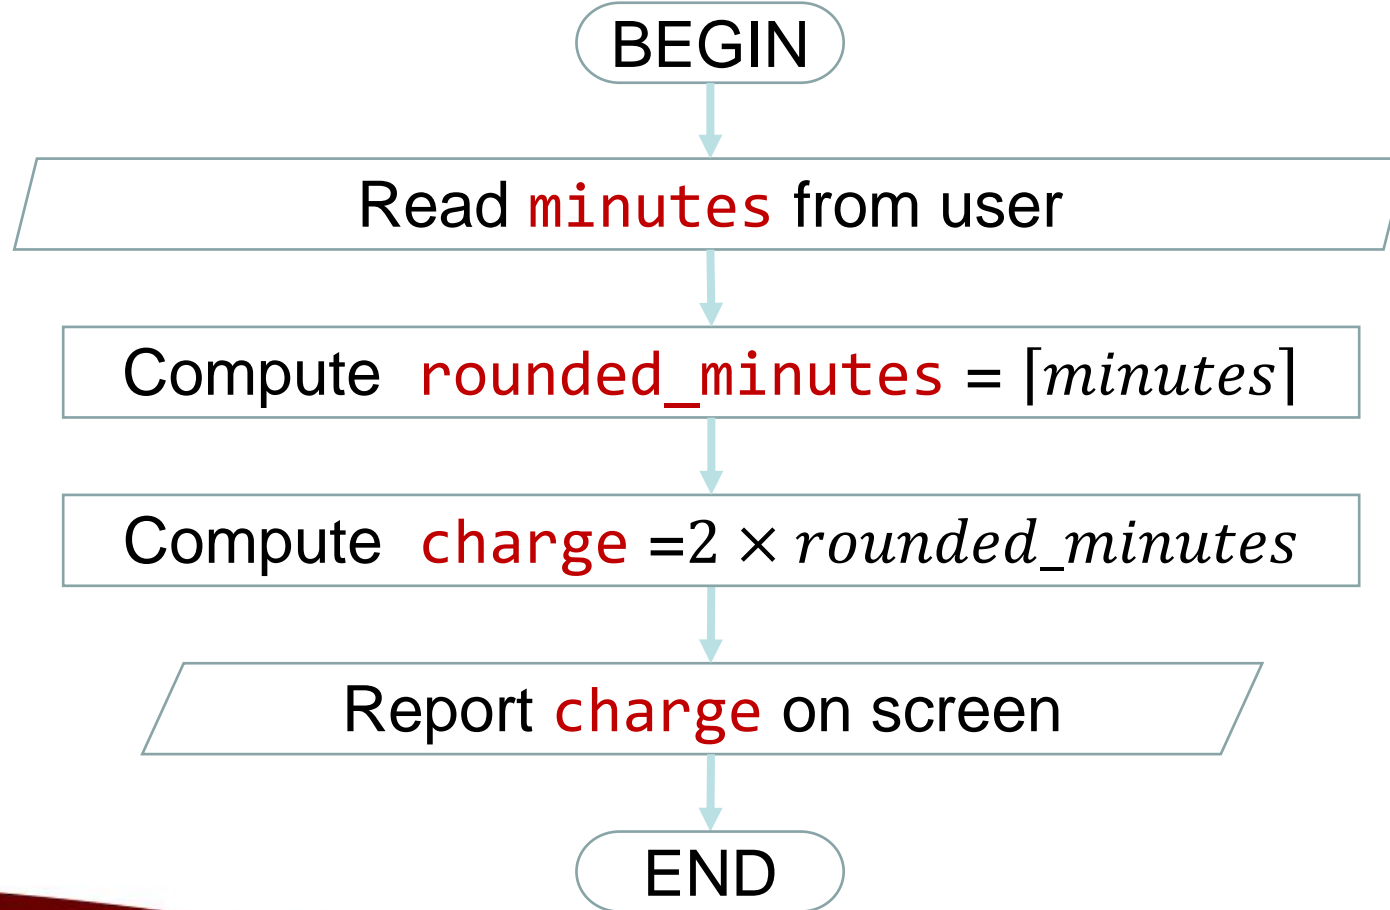 BEGIN
Read minutes from user
Compute rounded_minutes = ⌈minutes⌉
Compute charge =2 × rounded_minutes
Report charge on screen
END